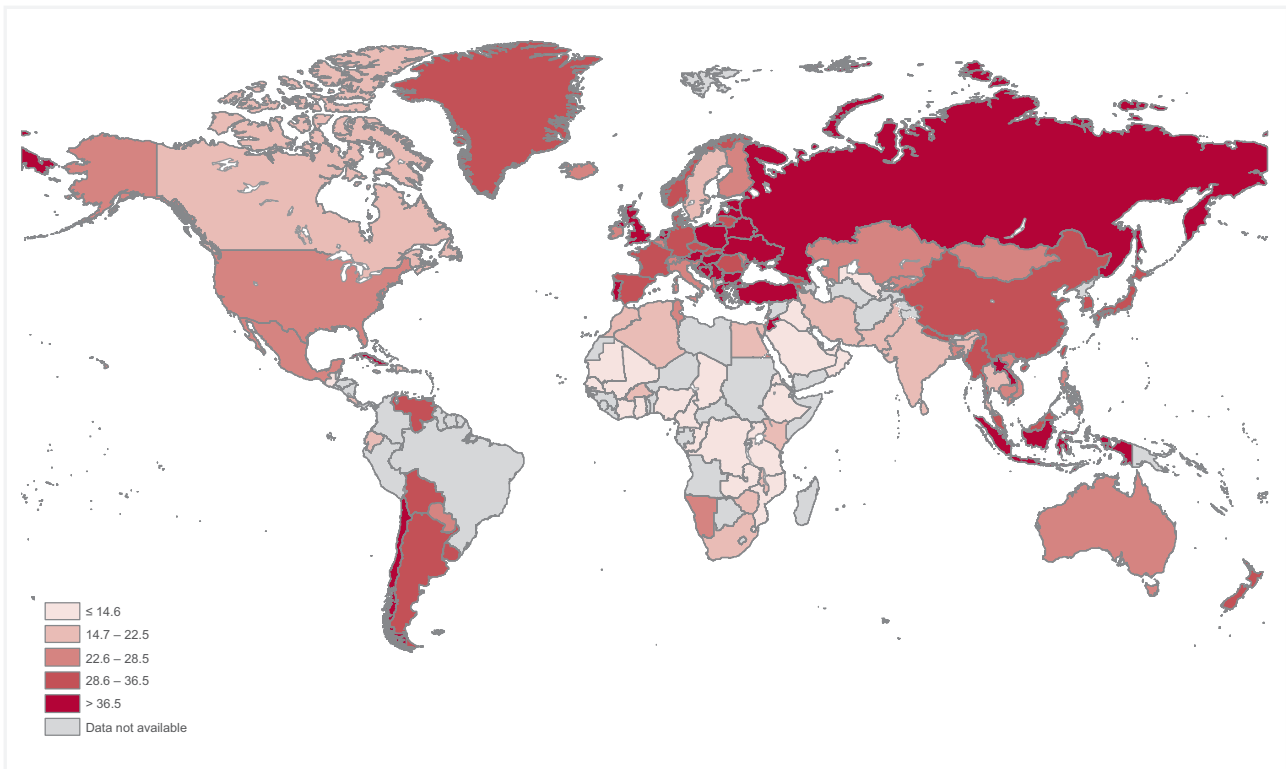 ≤ 14.6
14.7 – 22.5
22.6 – 28.5
28.6 – 36.5
> 36.5
Data not available